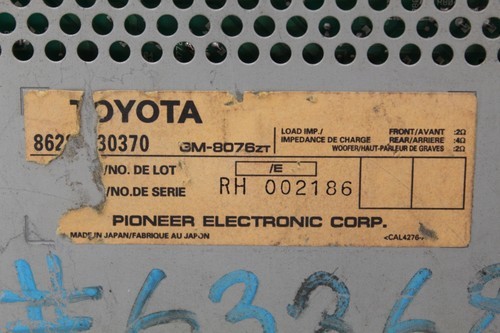 TOYOTA
862 30370 GM-8076ZT
LOAD IMP./ FRONT/AVANT :2Ω
IMPEDANCE DE CHARGE REAR/ARRIERE :4Ω
WOOFER/HAUT-PARLEUR DE GRAVES :2Ω
/NO. DE LOT /E
/NO. DE SERIE RH 002186
PIONEER ELECTRONIC CORP.
MADE IN JAPAN/FABRIQUE AU JAPON <CAL4276
#63368